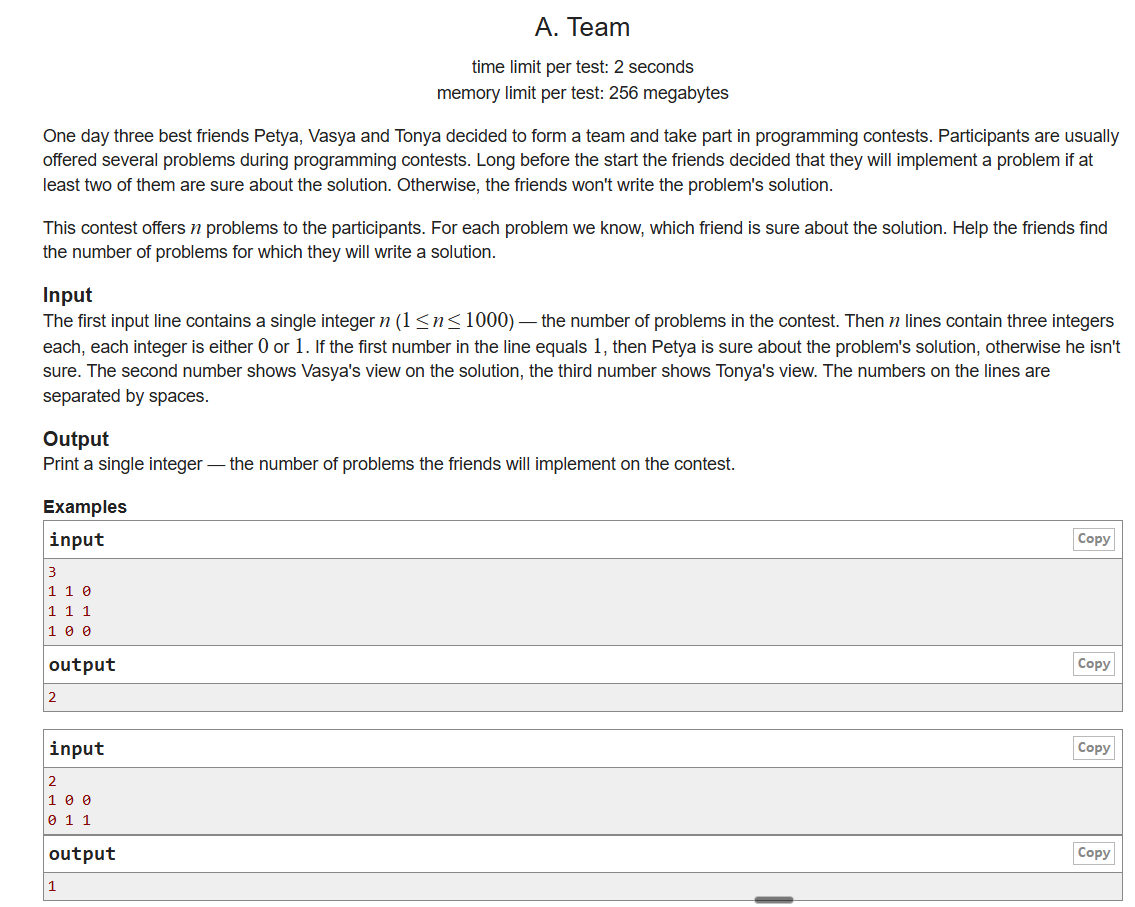 A. Team
time limit per test: 2 seconds
memory limit per test: 256 megabytes
One day three best friends Petya, Vasya and Tonya decided to form a team and take part in programming contests. Participants are usually
offered several problems during programming contests. Long before the start the friends decided that they will implement a problem if at
least two of them are sure about the solution. Otherwise, the friends won't write the problem's solution.
This contest offers n problems to the participants. For each problem we know, which friend is sure about the solution. Help the friends find
the number of problems for which they will write a solution.
Input
The first input line contains a single integer n (1 ≤ n ≤ 1000) — the number of problems in the contest. Then n lines contain three integers
each, each integer is either 0 or 1. If the first number in the line equals 1, then Petya is sure about the problem's solution, otherwise he isn't
sure. The second number shows Vasya's view on the solution, the third number shows Tonya's view. The numbers on the lines are
separated by spaces.
Output
Print a single integer — the number of problems the friends will implement on the contest.
Examples
input Copy
3
1 1 0
1 1 1
1 0 0
output Copy
2
input Copy
2
1 0 0
0 1 1
output Copy
1